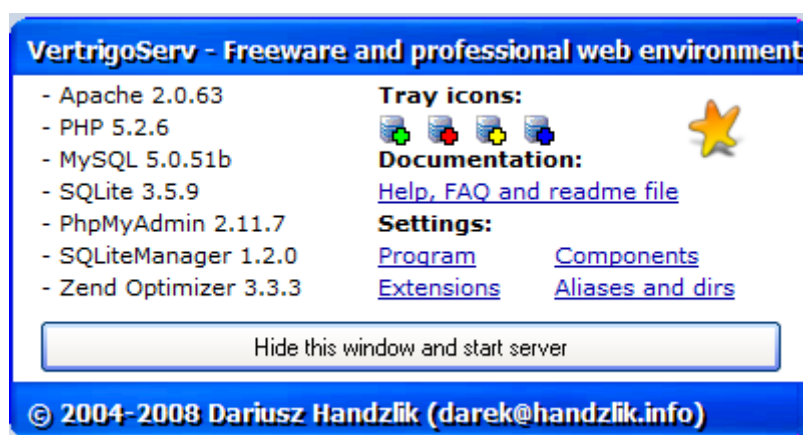 VertrigoServ - Freeware and professional web environment
- Apache 2.0.63
- PHP 5.2.6
- MySQL 5.0.51b
- SQLite 3.5.9
- PhpMyAdmin 2.11.7
- SQLiteManager 1.2.0
- Zend Optimizer 3.3.3
Tray icons:
Documentation:
Help, FAQ and readme file
Settings:
Program Components
Extensions Aliases and dirs
Hide this window and start server
© 2004-2008 Dariusz Handzlik (darek@handzlik.info)